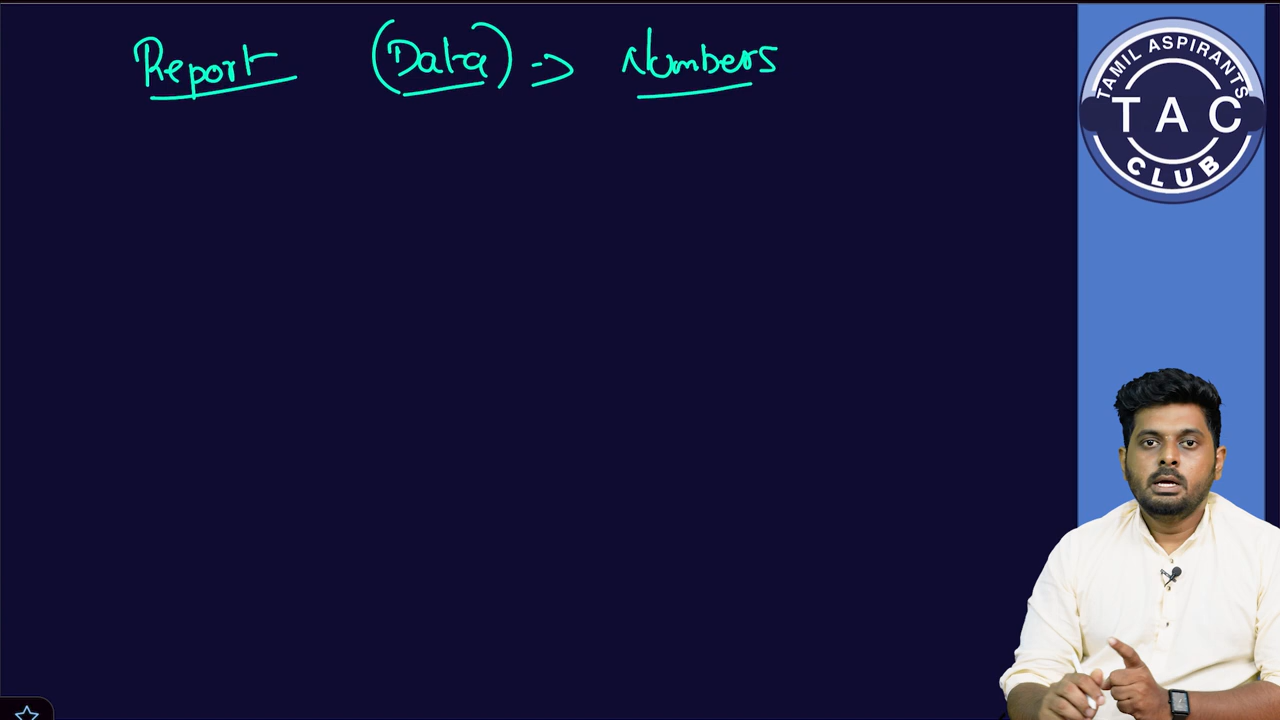 Report (Data) => Numbers
TAMIL ASPIRANTS
TAC
CLUB